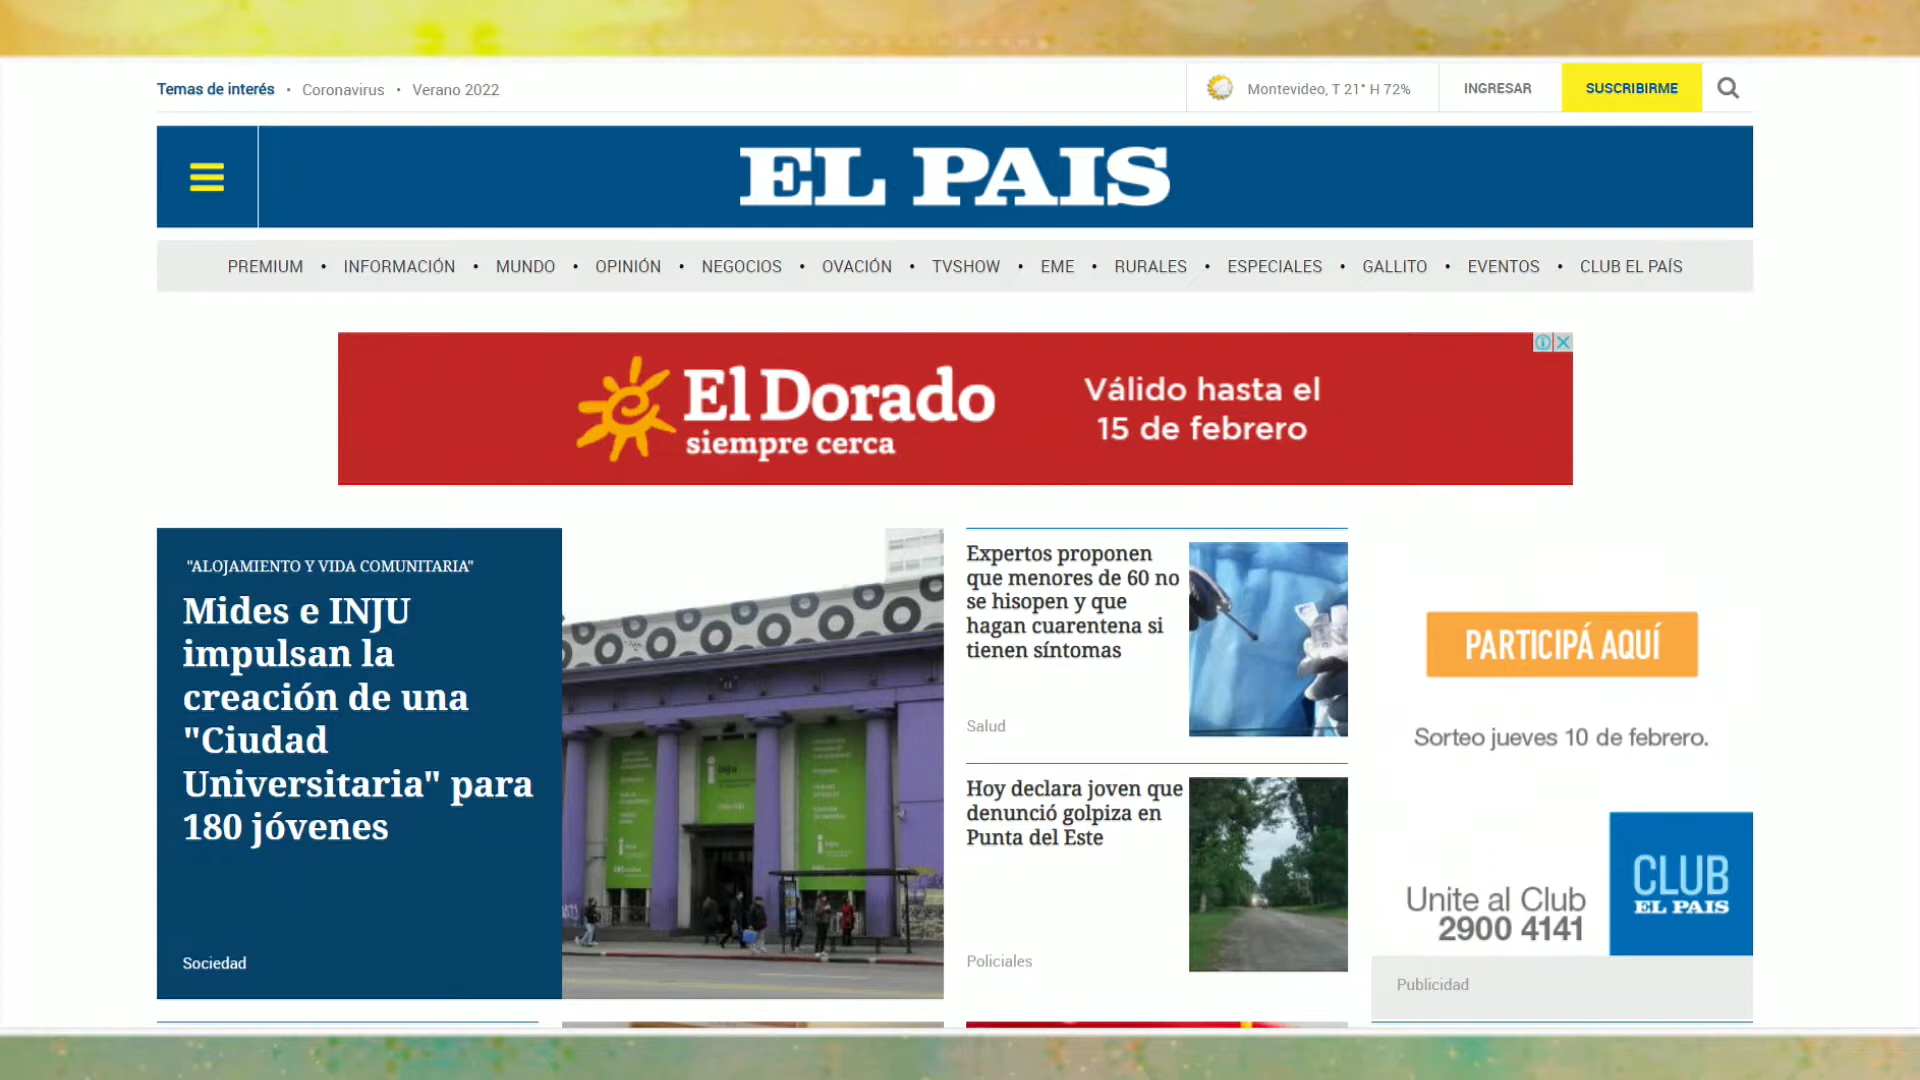 Temas de interés • Coronavirus • Verano 2022
Montevideo, T 21° H 72%
INGRESAR
SUSCRIBIRME
EL PAIS
PREMIUM • INFORMACIÓN • MUNDO • OPINIÓN • NEGOCIOS • OVACIÓN • TVSHOW • EME • RURALES • ESPECIALES • GALLITO • EVENTOS • CLUB EL PAÍS
El Dorado
siempre cerca
Válido hasta el
15 de febrero
"ALOJAMIENTO Y VIDA COMUNITARIA"
Mides e INJU
impulsan la
creación de una
"Ciudad
Universitaria" para
180 jóvenes
Sociedad
inju
Expertos proponen
que menores de 60 no
se hisopen y que
hagan cuarentena si
tienen síntomas
Salud
Hoy declara joven que
denunció golpiza en
Punta del Este
Policiales
PARTICIPÁ AQUÍ
Sorteo jueves 10 de febrero.
Unite al Club
2900 4141
CLUB
EL PAIS
Publicidad